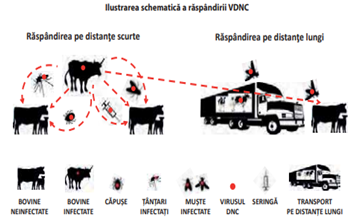 Ilustrarea schematică a răspândirii VDNC
Răspândirea pe distanțe scurte
Răspândirea pe distanțe lungi
BOVINE NEINFECTATE
BOVINE INFECTATE
CĂPUȘE
ȚÂNȚARI INFECTAȚI
MUȘTE INFECTATE
VIRUSUL DNC
SERINGĂ
TRANSPORT PE DISTANȚE LUNGI